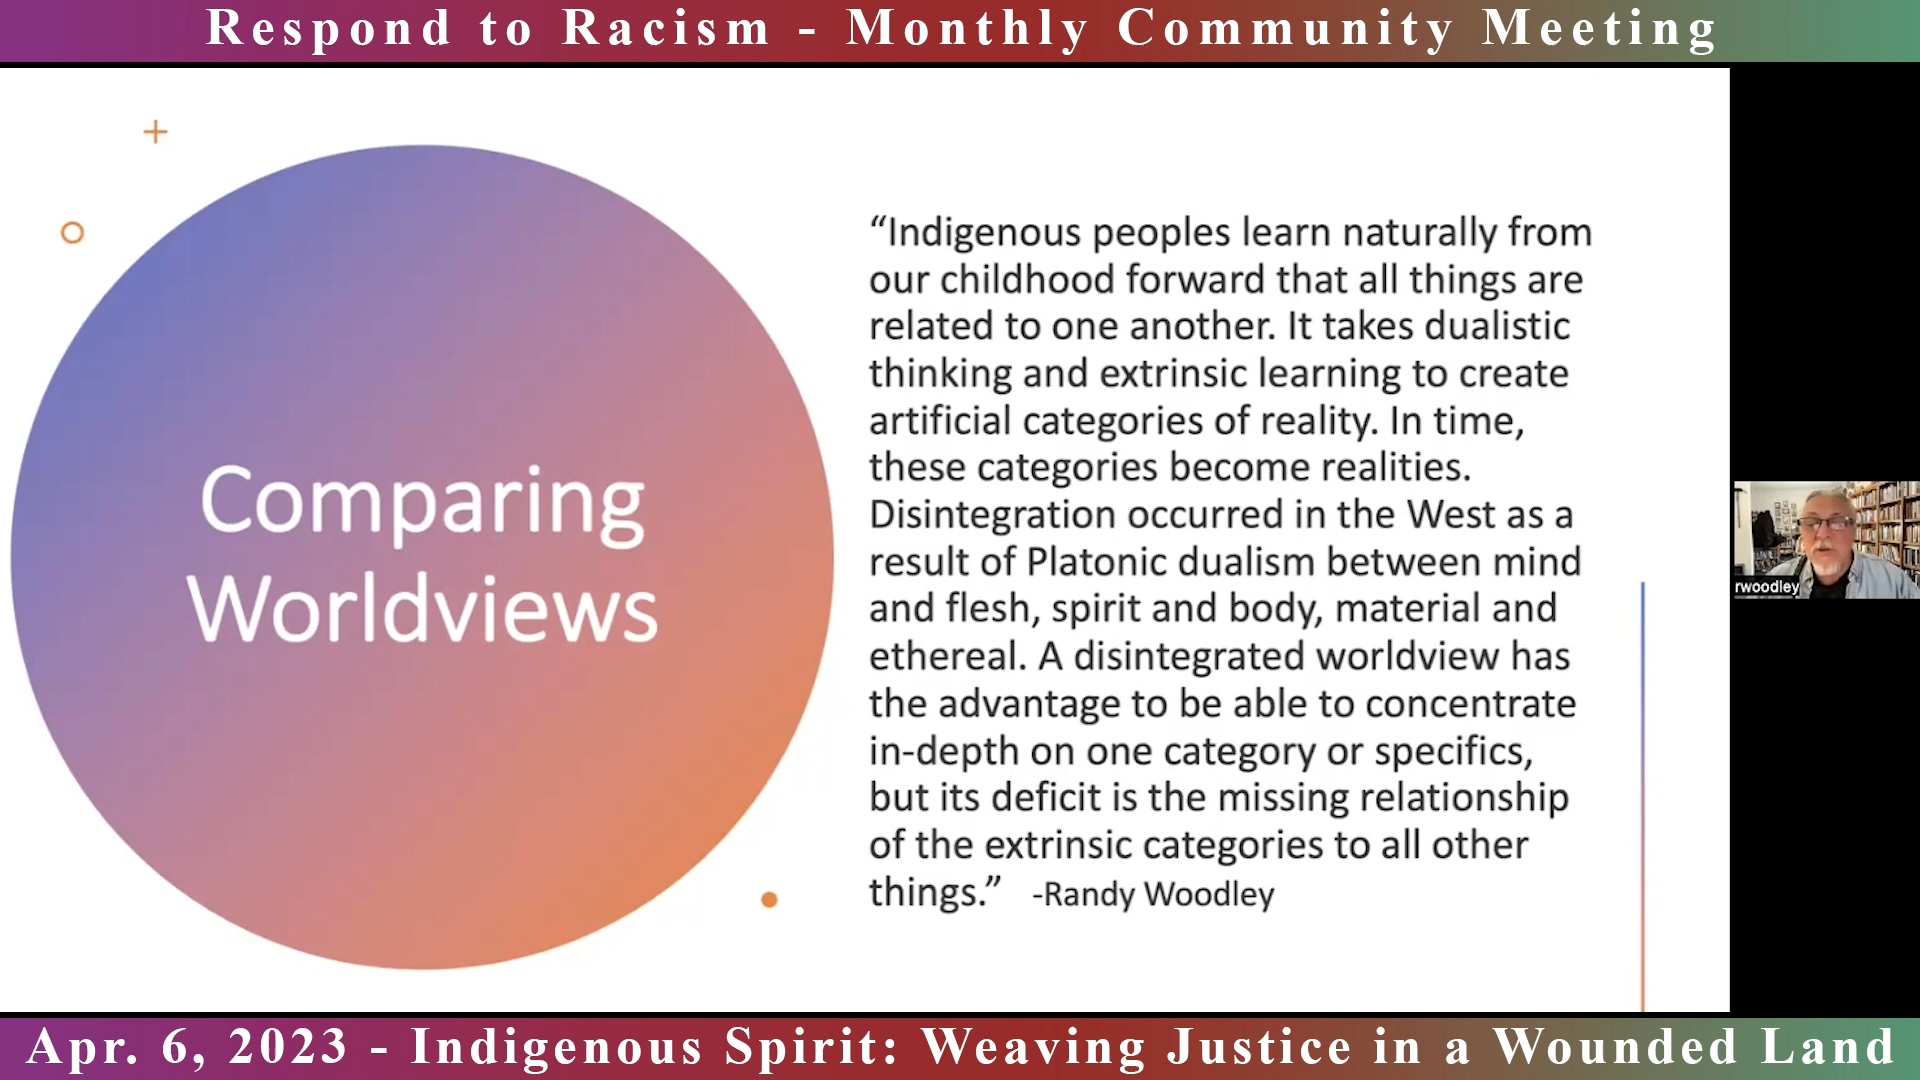 Respond to Racism - Monthly Community Meeting
Comparing
Worldviews
“Indigenous peoples learn naturally from
our childhood forward that all things are
related to one another. It takes dualistic
thinking and extrinsic learning to create
artificial categories of reality. In time,
these categories become realities.
Disintegration occurred in the West as a
result of Platonic dualism between mind
and flesh, spirit and body, material and
ethereal. A disintegrated worldview has
the advantage to be able to concentrate
in-depth on one category or specifics,
but its deficit is the missing relationship
of the extrinsic categories to all other
things.” -Randy Woodley
rwoodley
Apr. 6, 2023 - Indigenous Spirit: Weaving Justice in a Wounded Land